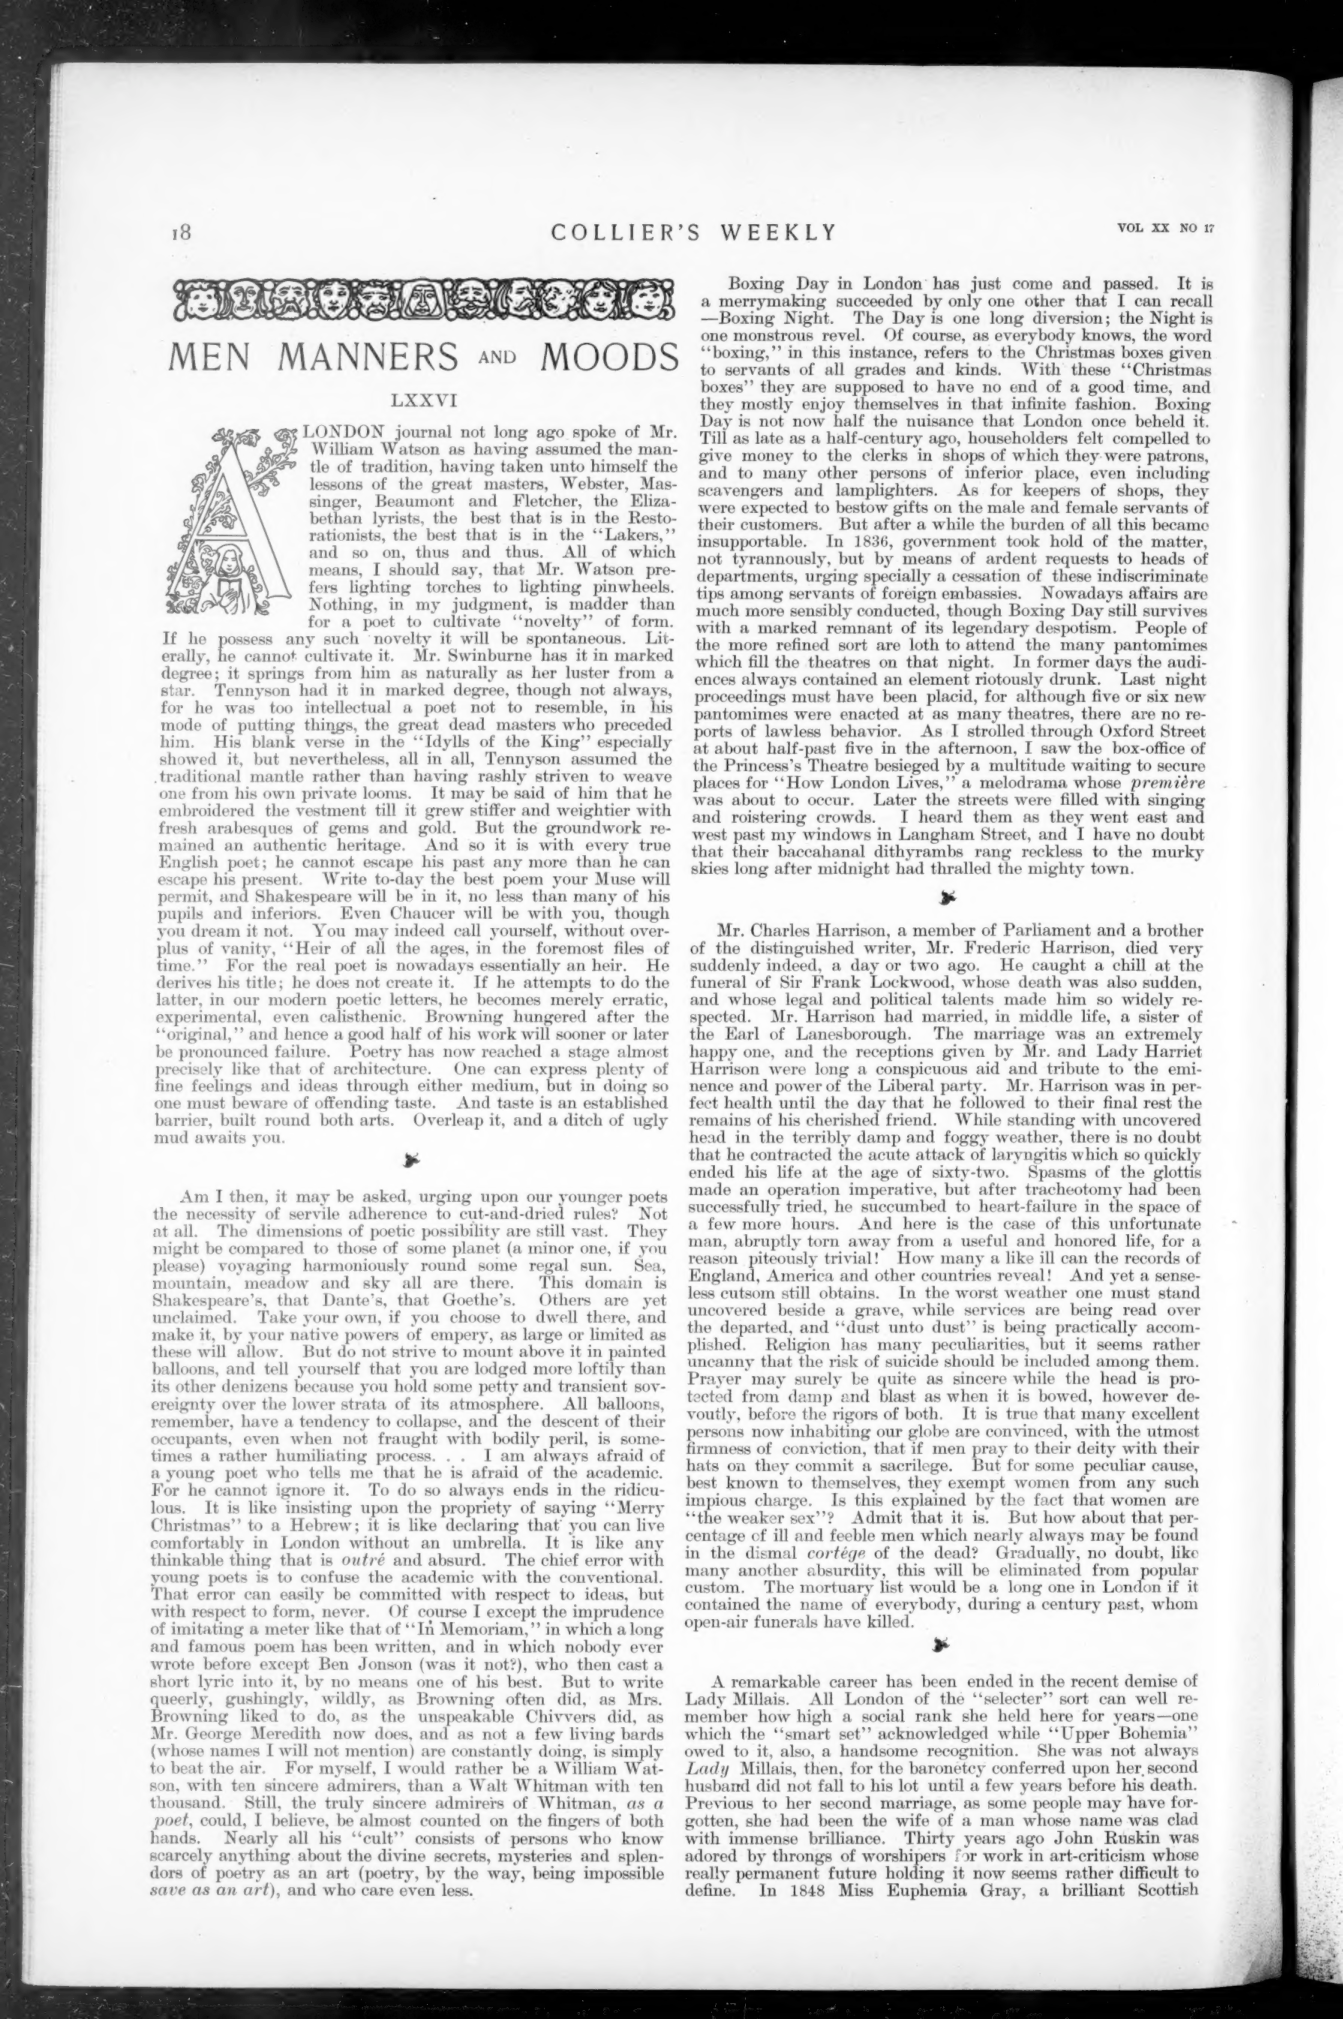 18
COLLIER'S WEEKLY
VOL XX NO 17
MEN MANNERS AND MOODS
LXXVI
A LONDON journal not long ago spoke of Mr.
William Watson as having assumed the man-
tle of tradition, having taken unto himself the
lessons of the great masters, Webster, Mas-
singer, Beaumont and Fletcher, the Eliza-
bethan lyrists, the best that is in the Resto-
rationists, the best that is in the "Lakers,"
and so on, thus and thus. All of which
means, I should say, that Mr. Watson pre-
fers lighting torches to lighting pinwheels.
Nothing, in my judgment, is madder than
for a poet to cultivate "novelty" of form.
If he possess any such novelty it will be spontaneous. Lit-
erally, he cannot cultivate it. Mr. Swinburne has it in marked
degree; it springs from him as naturally as her luster from a
star. Tennyson had it in marked degree, though not always,
for he was too intellectual a poet not to resemble, in his
mode of putting things, the great dead masters who preceded
him. His blank verse in the "Idylls of the King" especially
showed it, but nevertheless, all in all, Tennyson assumed the
traditional mantle rather than having rashly striven to weave
one from his own private looms. It may be said of him that he
embroidered the vestment till it grew stiffer and weightier with
fresh arabesques of gems and gold. But the groundwork re-
mained an authentic heritage. And so it is with every true
English poet; he cannot escape his past any more than he can
escape his present. Write to-day the best poem your Muse will
permit, and Shakespeare will be in it, no less than many of his
pupils and inferiors. Even Chaucer will be with you, though
you dream it not. You may indeed call yourself, without over-
plus of vanity, "Heir of all the ages, in the foremost files of
time." For the real poet is nowadays essentially an heir. He
derives his title; he does not create it. If he attempts to do the
latter, in our modern poetic letters, he becomes merely erratic,
experimental, even calisthenic. Browning hungered after the
"original," and hence a good half of his work will sooner or later
be pronounced failure. Poetry has now reached a stage almost
precisely like that of architecture. One can express plenty of
fine feelings and ideas through either medium, but in doing so
one must beware of offending taste. And taste is an established
barrier, built round both arts. Overleap it, and a ditch of ugly
mud awaits you.
Am I then, it may be asked, urging upon our younger poets
the necessity of servile adherence to cut-and-dried rules? Not
at all. The dimensions of poetic possibility are still vast. They
might be compared to those of some planet (a minor one, if you
please) voyaging harmoniously round some regal sun. Sea,
mountain, meadow and sky all are there. This domain is
Shakespeare's, that Dante's, that Goethe's. Others are yet
unclaimed. Take your own, if you choose to dwell there, and
make it, by your native powers of empery, as large or limited as
these will allow. But do not strive to mount above it in painted
balloons, and tell yourself that you are lodged more loftily than
its other denizens because you hold some petty and transient sov-
ereignty over the lower strata of its atmosphere. All balloons,
remember, have a tendency to collapse, and the descent of their
occupants, even when not fraught with bodily peril, is some-
times a rather humiliating process. . . I am always afraid of
a young poet who tells me that he is afraid of the academic.
For he cannot ignore it. To do so always ends in the ridicu-
lous. It is like insisting upon the propriety of saying "Merry
Christmas" to a Hebrew; it is like declaring that you can live
comfortably in London without an umbrella. It is like any
thinkable thing that is outré and absurd. The chief error with
young poets is to confuse the academic with the conventional.
That error can easily be committed with respect to ideas, but
with respect to form, never. Of course I except the imprudence
of imitating a meter like that of "In Memoriam," in which a long
and famous poem has been written, and in which nobody ever
wrote before except Ben Jonson (was it not?), who then cast a
short lyric into it, by no means one of his best. But to write
queerly, gushingly, wildly, as Browning often did, as Mrs.
Browning liked to do, as the unspeakable Chivvers did, as
Mr. George Meredith now does, and as not a few living bards
(whose names I will not mention) are constantly doing, is simply
to beat the air. For myself, I would rather be a William Wat-
son, with ten sincere admirers, than a Walt Whitman with ten
thousand. Still, the truly sincere admirers of Whitman, as a
poet, could, I believe, be almost counted on the fingers of both
hands. Nearly all his "cult" consists of persons who know
scarcely anything about the divine secrets, mysteries and splen-
dors of poetry as an art (poetry, by the way, being impossible
save as an art), and who care even less.
Boxing Day in London has just come and passed. It is
a merrymaking succeeded by only one other that I can recall
—Boxing Night. The Day is one long diversion; the Night is
one monstrous revel. Of course, as everybody knows, the word
"boxing," in this instance, refers to the Christmas boxes given
to servants of all grades and kinds. With these "Christmas
boxes" they are supposed to have no end of a good time, and
they mostly enjoy themselves in that infinite fashion. Boxing
Day is not now half the nuisance that London once beheld it.
Till as late as a half-century ago, householders felt compelled to
give money to the clerks in shops of which they were patrons,
and to many other persons of inferior place, even including
scavengers and lamplighters. As for keepers of shops, they
were expected to bestow gifts on the male and female servants of
their customers. But after a while the burden of all this became
insupportable. In 1836, government took hold of the matter,
not tyrannously, but by means of ardent requests to heads of
departments, urging specially a cessation of these indiscriminate
tips among servants of foreign embassies. Nowadays affairs are
much more sensibly conducted, though Boxing Day still survives
with a marked remnant of its legendary despotism. People of
the more refined sort are loth to attend the many pantomimes
which fill the theatres on that night. In former days the audi-
ences always contained an element riotously drunk. Last night
proceedings must have been placid, for although five or six new
pantomimes were enacted at as many theatres, there are no re-
ports of lawless behavior. As I strolled through Oxford Street
at about half-past five in the afternoon, I saw the box-office of
the Princess's Theatre besieged by a multitude waiting to secure
places for "How London Lives," a melodrama whose première
was about to occur. Later the streets were filled with singing
and roistering crowds. I heard them as they went east and
west past my windows in Langham Street, and I have no doubt
that their baccahanal dithyrambs rang reckless to the murky
skies long after midnight had thralled the mighty town.
Mr. Charles Harrison, a member of Parliament and a brother
of the distinguished writer, Mr. Frederic Harrison, died very
suddenly indeed, a day or two ago. He caught a chill at the
funeral of Sir Frank Lockwood, whose death was also sudden,
and whose legal and political talents made him so widely re-
spected. Mr. Harrison had married, in middle life, a sister of
the Earl of Lanesborough. The marriage was an extremely
happy one, and the receptions given by Mr. and Lady Harriet
Harrison were long a conspicuous aid and tribute to the emi-
nence and power of the Liberal party. Mr. Harrison was in per-
fect health until the day that he followed to their final rest the
remains of his cherished friend. While standing with uncovered
head in the terribly damp and foggy weather, there is no doubt
that he contracted the acute attack of laryngitis which so quickly
ended his life at the age of sixty-two. Spasms of the glottis
made an operation imperative, but after tracheotomy had been
successfully tried, he succumbed to heart-failure in the space of
a few more hours. And here is the case of this unfortunate
man, abruptly torn away from a useful and honored life, for a
reason piteously trivial! How many a like ill can the records of
England, America and other countries reveal! And yet a sense-
less cutsom still obtains. In the worst weather one must stand
uncovered beside a grave, while services are being read over
the departed, and "dust unto dust" is being practically accom-
plished. Religion has many peculiarities, but it seems rather
uncanny that the risk of suicide should be included among them.
Prayer may surely be quite as sincere while the head is pro-
tected from damp and blast as when it is bowed, however de-
voutly, before the rigors of both. It is true that many excellent
persons now inhabiting our globe are convinced, with the utmost
firmness of conviction, that if men pray to their deity with their
hats on they commit a sacrilege. But for some peculiar cause,
best known to themselves, they exempt women from any such
impious charge. Is this explained by the fact that women are
"the weaker sex"? Admit that it is. But how about that per-
centage of ill and feeble men which nearly always may be found
in the dismal cortége of the dead? Gradually, no doubt, like
many another absurdity, this will be eliminated from popular
custom. The mortuary list would be a long one in London if it
contained the name of everybody, during a century past, whom
open-air funerals have killed.
A remarkable career has been ended in the recent demise of
Lady Millais. All London of the "selecter" sort can well re-
member how high a social rank she held here for years—one
which the "smart set" acknowledged while "Upper Bohemia"
owed to it, also, a handsome recognition. She was not always
Lady Millais, then, for the baronetcy conferred upon her second
husband did not fall to his lot until a few years before his death.
Previous to her second marriage, as some people may have for-
gotten, she had been the wife of a man whose name was clad
with immense brilliance. Thirty years ago John Ruskin was
adored by throngs of worshipers for work in art-criticism whose
really permanent future holding it now seems rather difficult to
define. In 1848 Miss Euphemia Gray, a brilliant Scottish